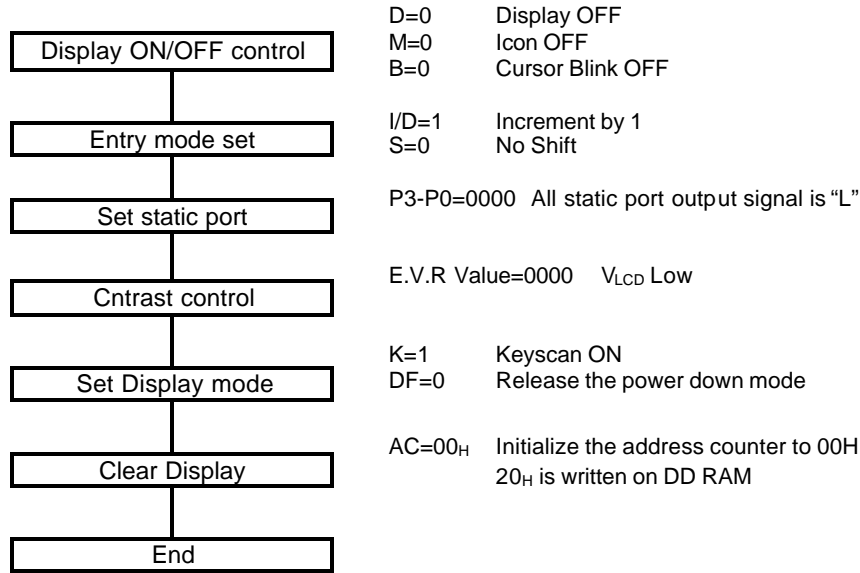 Display ON/OFF control
D=0 Display OFF
M=0 Icon OFF
B=0 Cursor Blink OFF
Entry mode set
I/D=1 Increment by 1
S=0 No Shift
Set static port
P3-P0=0000 All static port output signal is “L”
Cntrast control
E.V.R Value=0000 VLCD Low
Set Display mode
K=1 Keyscan ON
DF=0 Release the power down mode
Clear Display
AC=00H Initialize the address counter to 00H
20H is written on DD RAM
End